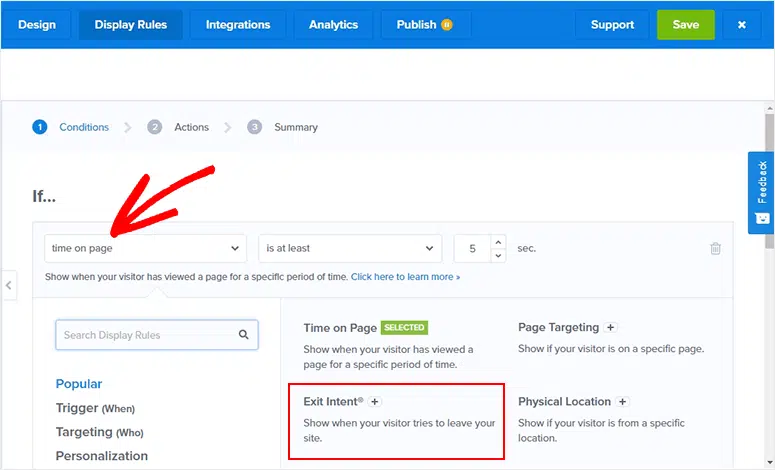 Design Display Rules Integrations Analytics Publish Support Save ×
1 Conditions 2 Actions 3 Summary
Feedback
If...
time on page is at least 5 sec.
Show when your visitor has viewed a page for a specific period of time. Click here to learn more »
Search Display Rules
Popular
Trigger (When)
Targeting (Who)
Personalization
Time on Page SELECTED
Show when your visitor has viewed a
page for a specific period of time.
Page Targeting +
Show if your visitor is on a specific page.
Exit Intent® +
Show when your visitor tries to leave your
site.
Physical Location +
Show if your visitor is from a specific
location.